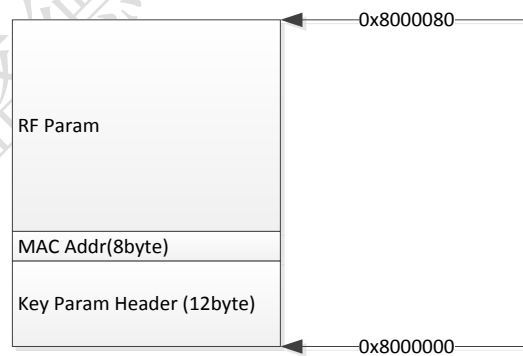 0x8000080
RF Param
MAC Addr(8byte)
Key Param Header (12byte)
0x8000000